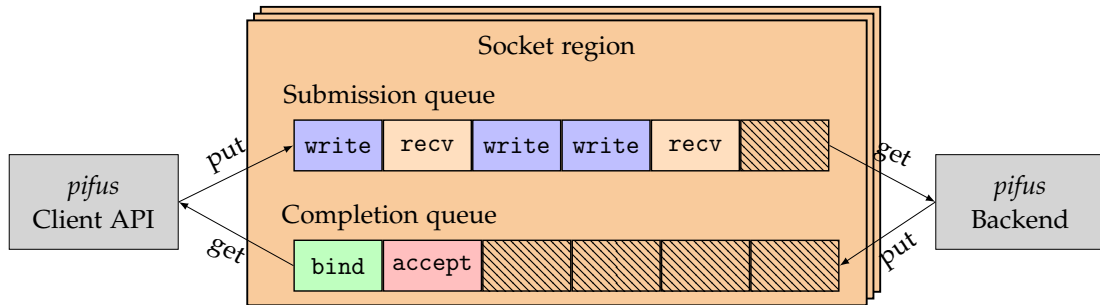 Socket region
Submission queue
write recv write write recv
put
get
pifus
Client API
pifus
Backend
Completion queue
get
put
bind accept